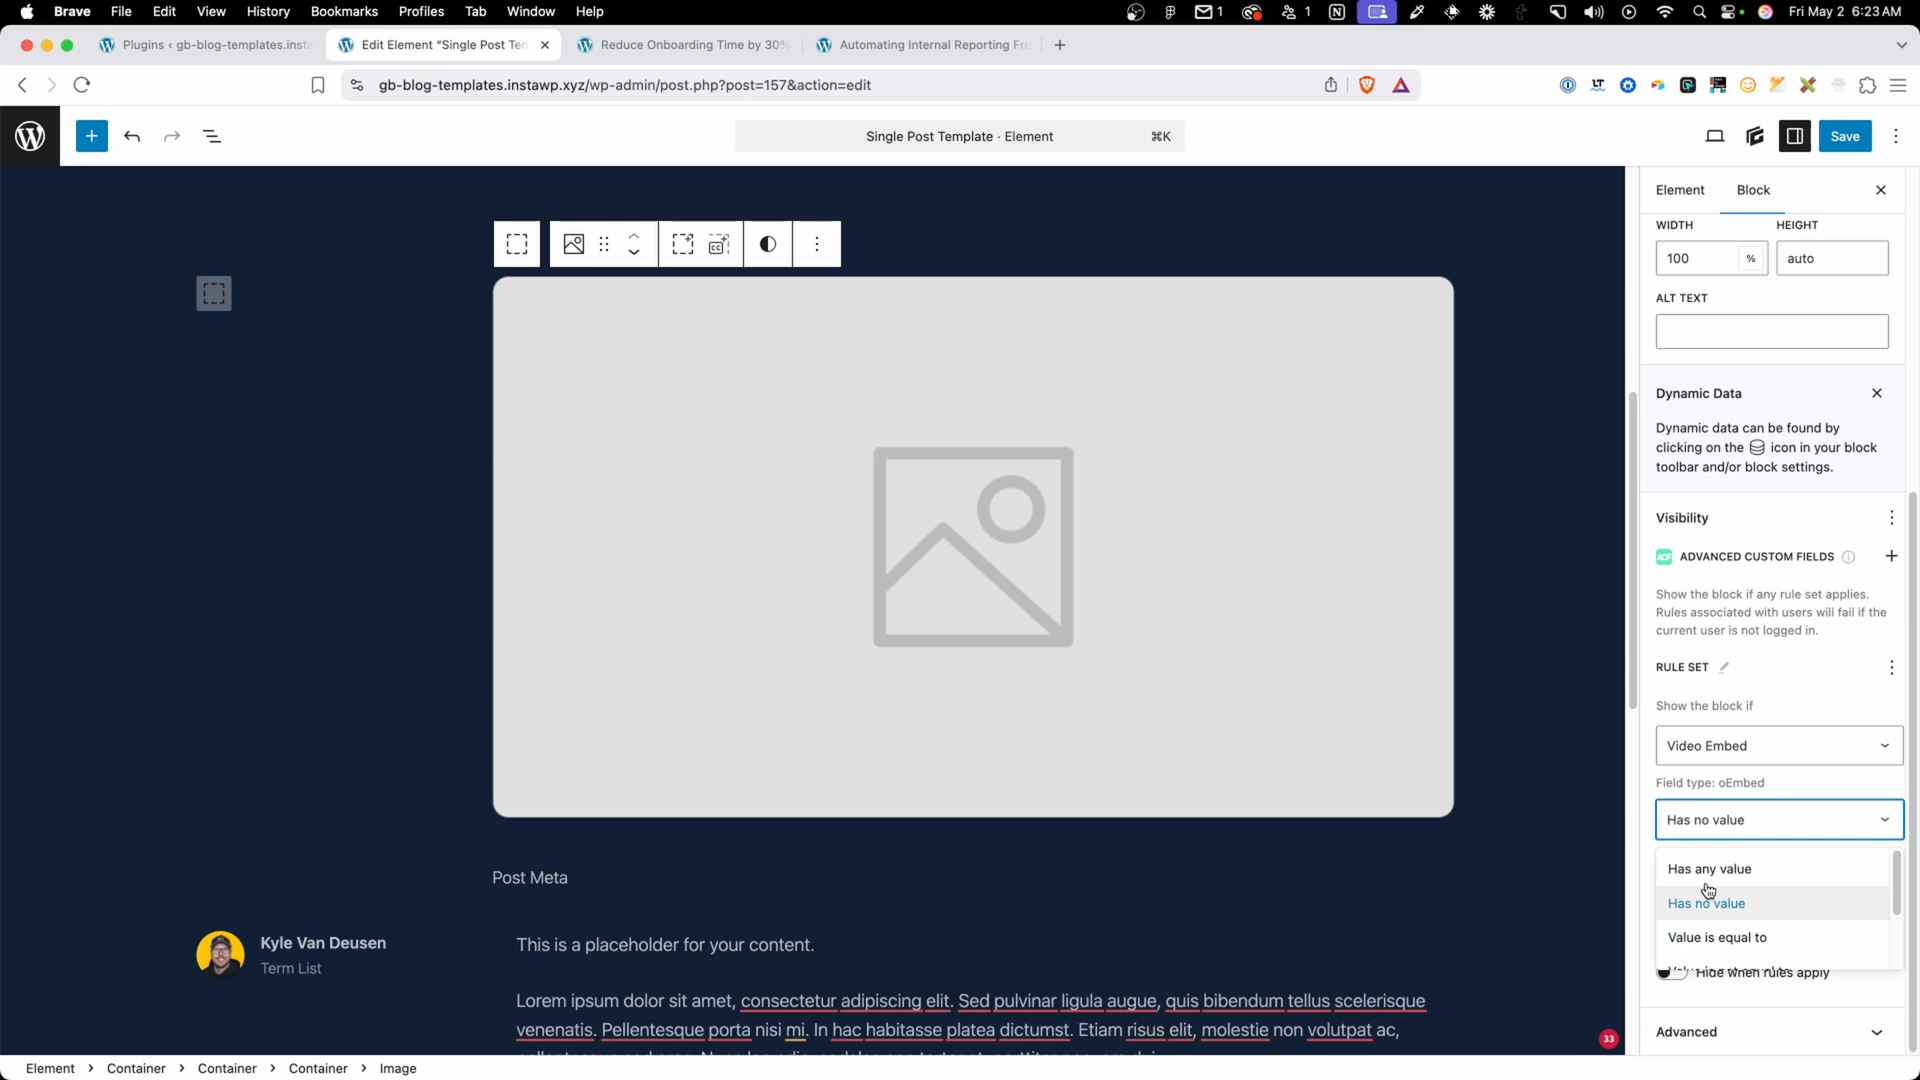 Brave File Edit View History Bookmarks Profiles Tab Window Help 1 1 Fri May 2 6:23 AM
Plugins ‹ gb-blog-templates.insta Edit Element “Single Post Ten Reduce Onboarding Time by 30% Automating Internal Reporting Fr
gb-blog-templates.instawp.xyz/wp-admin/post.php?post=157&action=edit
Single Post Template · Element ⌘K
Save
Element Block
WIDTH HEIGHT
100 % auto
ALT TEXT
Dynamic Data
Dynamic data can be found by
clicking on the icon in your block
toolbar and/or block settings.
Visibility
ACF ADVANCED CUSTOM FIELDS
Show the block if any rule set applies.
Rules associated with users will fail if the
current user is not logged in.
RULE SET
Show the block if
Video Embed
Field type: oEmbed
Has no value
Has any value
Has no value
Value is equal to
Hide when rules apply
Advanced
Post Meta
Kyle Van Deusen
Term List
This is a placeholder for your content.
Lorem ipsum dolor sit amet, consectetur adipiscing elit. Sed pulvinar ligula augue, quis bibendum tellus scelerisque
venenatis. Pellentesque porta nisi mi. In hac habitasse platea dictumst. Etiam risus elit, molestie non volutpat ac,
33
Element › Container › Container › Container › Image